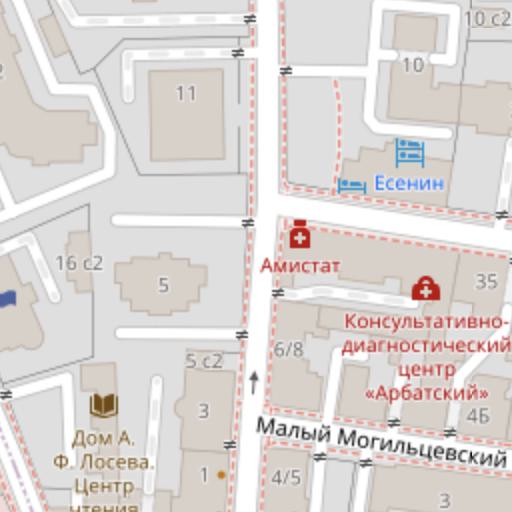 10 с2
10
11
Есенин
Амистат
16 с2
5
35
Консультативно-
диагностический
центр
«Арбатский»
6/8
5 с2
3
4Б
Малый Могильцевский
Дом А.
Ф. Лосева.
Центр
чтения
1
4/5
3